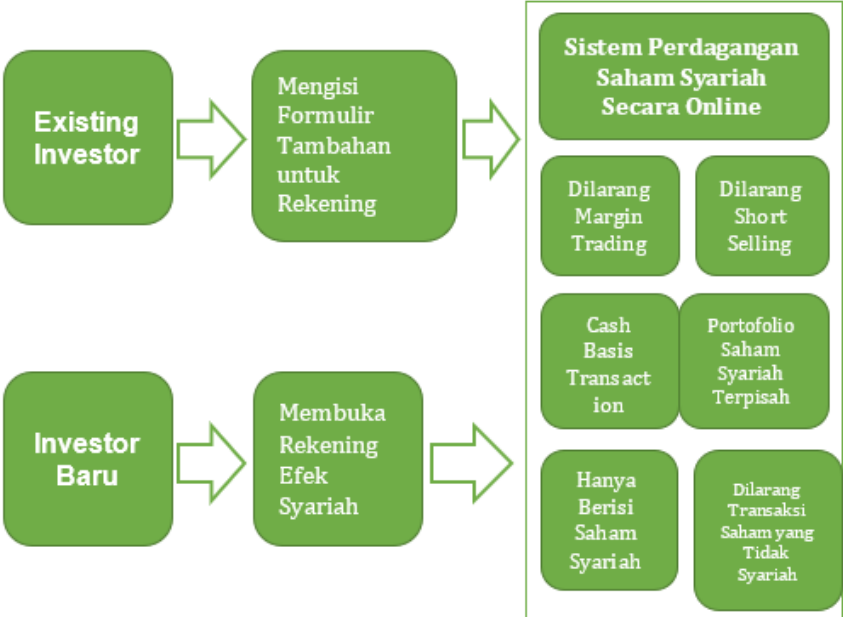 Existing
Investor
Mengisi
Formulir
Tambahan
untuk
Rekening
Sistem Perdagangan
Saham Syariah
Secara Online
Dilarang
Margin
Trading
Dilarang
Short
Selling
Cash
Basis
Transact
ion
Portofolio
Saham
Syariah
Terpisah
Investor
Baru
Membuka
Rekening
Efek
Syariah
Hanya
Berisi
Saham
Syariah
Dilarang
Transaksi
Saham yang
Tidak
Syariah